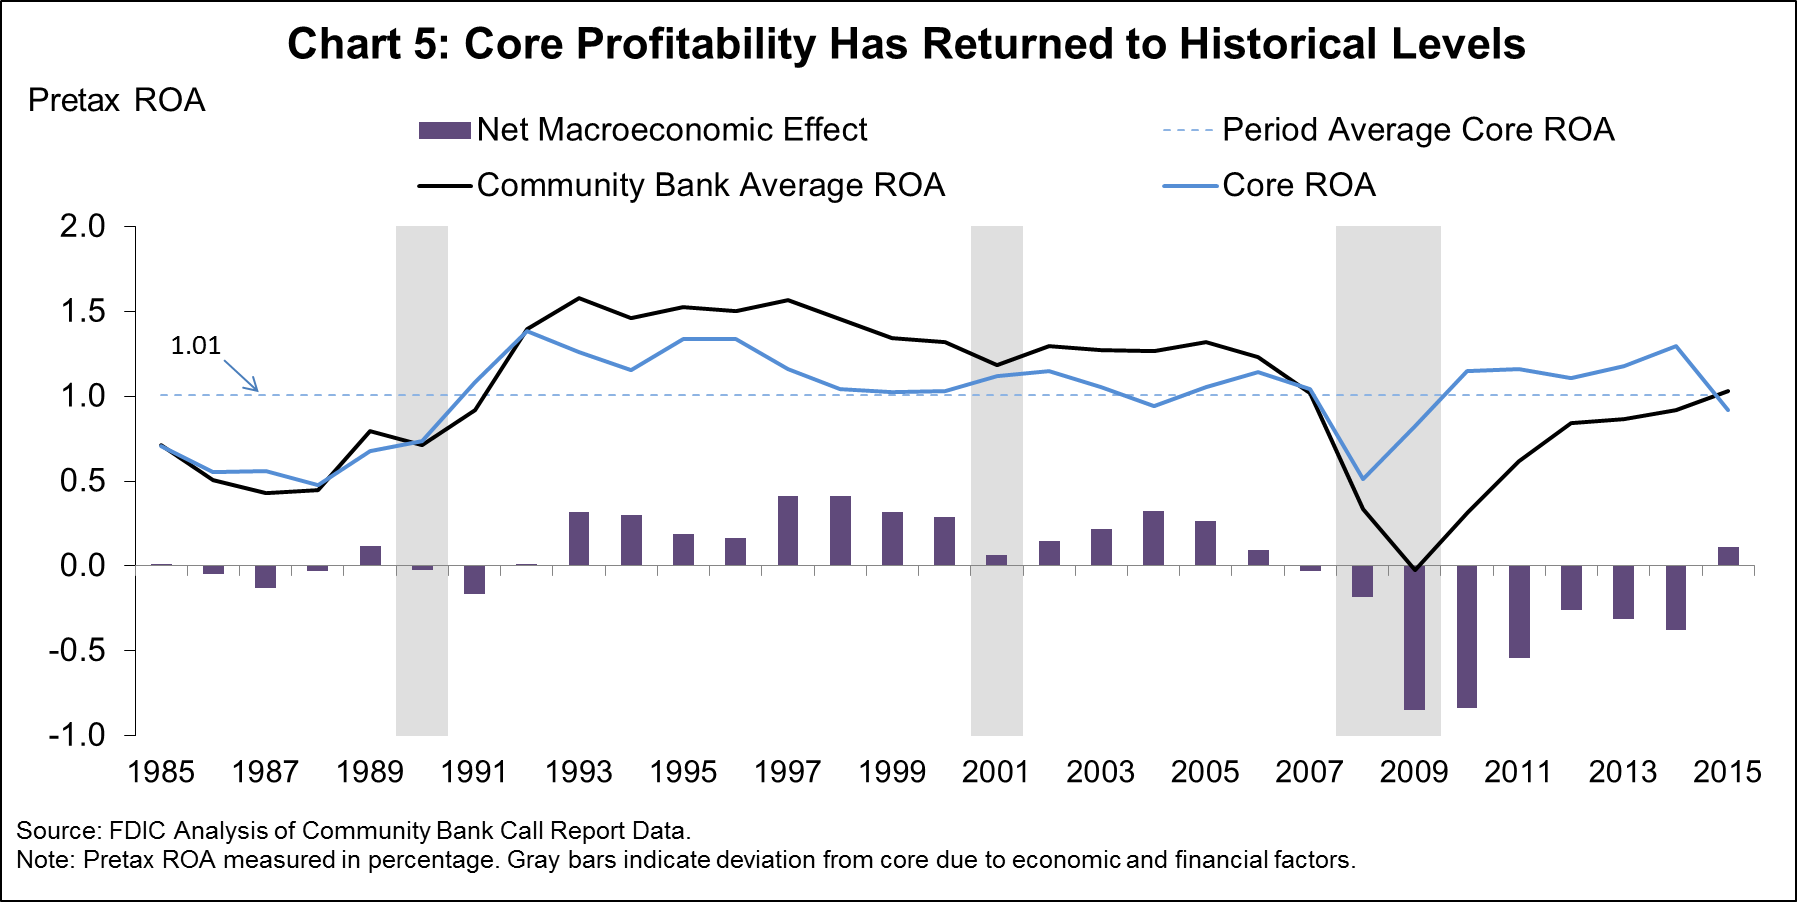 Chart 5: Core Profitability Has Returned to Historical Levels
Pretax ROA
Net Macroeconomic Effect
Period Average Core ROA
Community Bank Average ROA
Core ROA
2.0
1.5
1.01
1.0
0.5
0.0
-0.5
-1.0
1985 1987 1989 1991 1993 1995 1997 1999 2001 2003 2005 2007 2009 2011 2013 2015
Source: FDIC Analysis of Community Bank Call Report Data.
Note: Pretax ROA measured in percentage. Gray bars indicate deviation from core due to economic and financial factors.